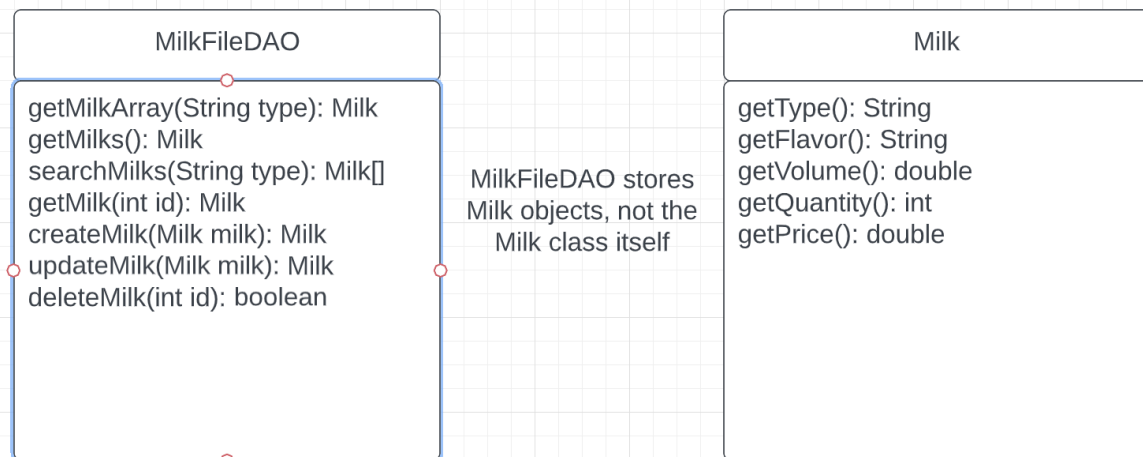 MilkFileDAO
getMilkArray(String type): Milk
getMilks(): Milk
searchMilks(String type): Milk[]
getMilk(int id): Milk
createMilk(Milk milk): Milk
updateMilk(Milk milk): Milk
deleteMilk(int id): boolean
MilkFileDAO stores
Milk objects, not the
Milk class itself
Milk
getType(): String
getFlavor(): String
getVolume(): double
getQuantity(): int
getPrice(): double